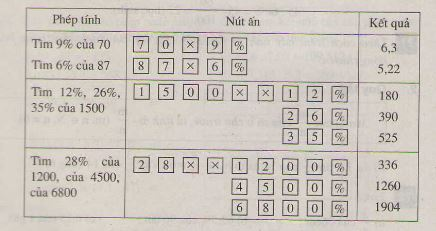 Phép tính Nút ấn Kết quả
Tìm 9% của 70 7 0 × 9 % 6,3
Tìm 6% của 87 8 7 × 6 % 5,22
Tìm 12%, 26%, 1 5 0 0 × × 1 2 % 180
35% của 1500 2 6 % 390
3 5 % 525
Tìm 28% của 2 8 × × 1 2 0 0 % 336
1200, của 4500, 4 5 0 0 % 1260
của 6800 6 8 0 0 % 1904